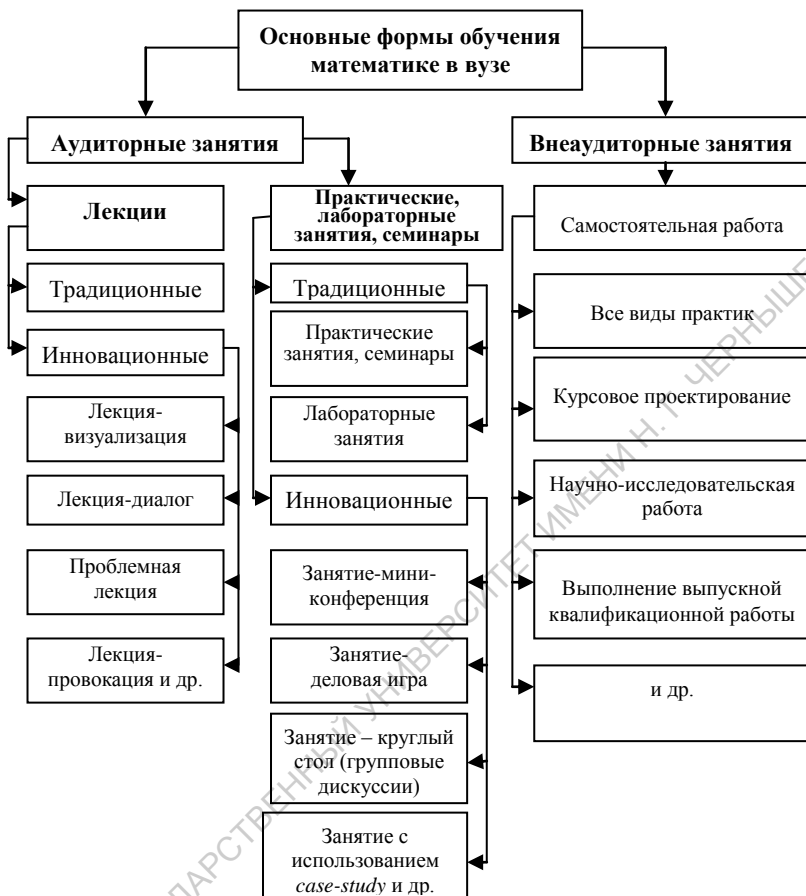 Основные формы обучения
математике в вузе
Аудиторные занятия
Внеаудиторные занятия
Лекции
Традиционные
Инновационные
Лекция-
визуализация
Лекция-диалог
Проблемная
лекция
Лекция-
провокация и др.
Практические,
лабораторные
занятия, семинары
Традиционные
Практические
занятия, семинары
Лабораторные
занятия
Инновационные
Занятие-мини-
конференция
Занятие-
деловая игра
Занятие – круглый
стол (групповые
дискуссии)
Занятие с
использованием
case-study и др.
Самостоятельная работа
Все виды практик
Курсовое проектирование
Научно-исследовательская
работа
Выполнение выпускной
квалификационной работы
и др.
УНИВЕРСИТЕТ ИМЕНИ Н. Г.